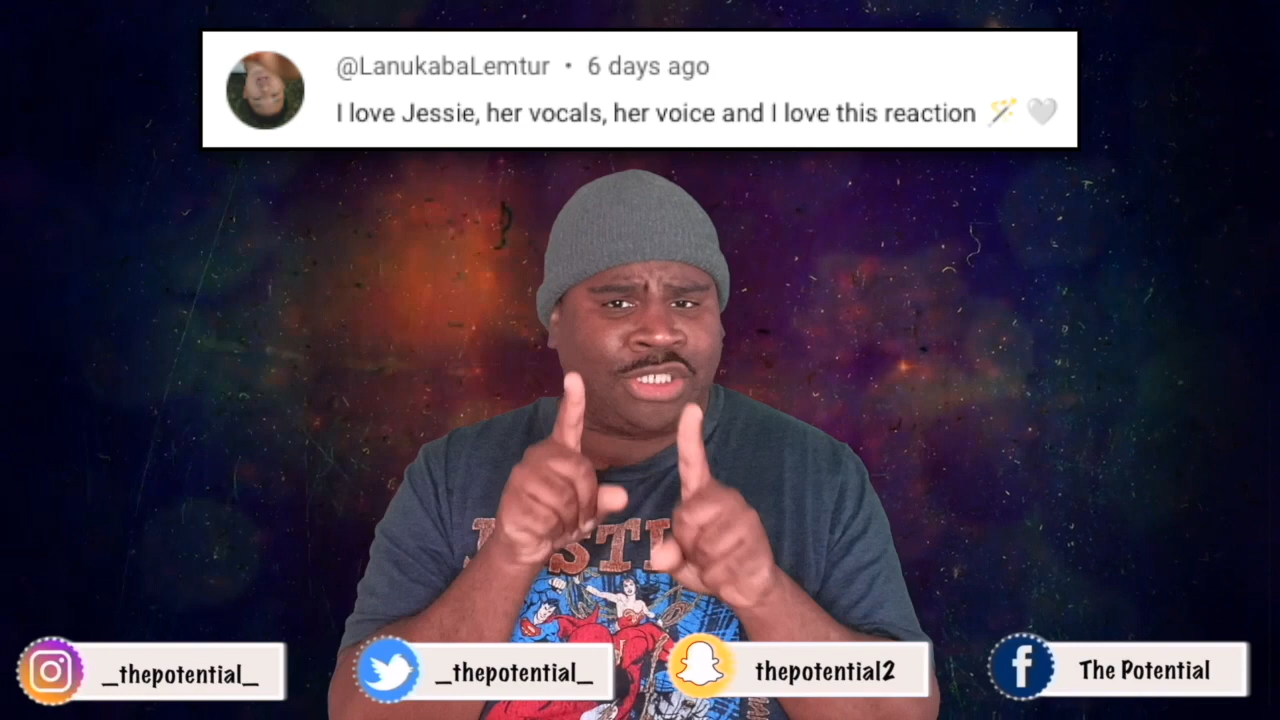 @LanukabaLemtur • 6 days ago
I love Jessie, her vocals, her voice and I love this reaction 🪄 🤍
_thepotential_
_thepotential_
thepotential2
The Potential